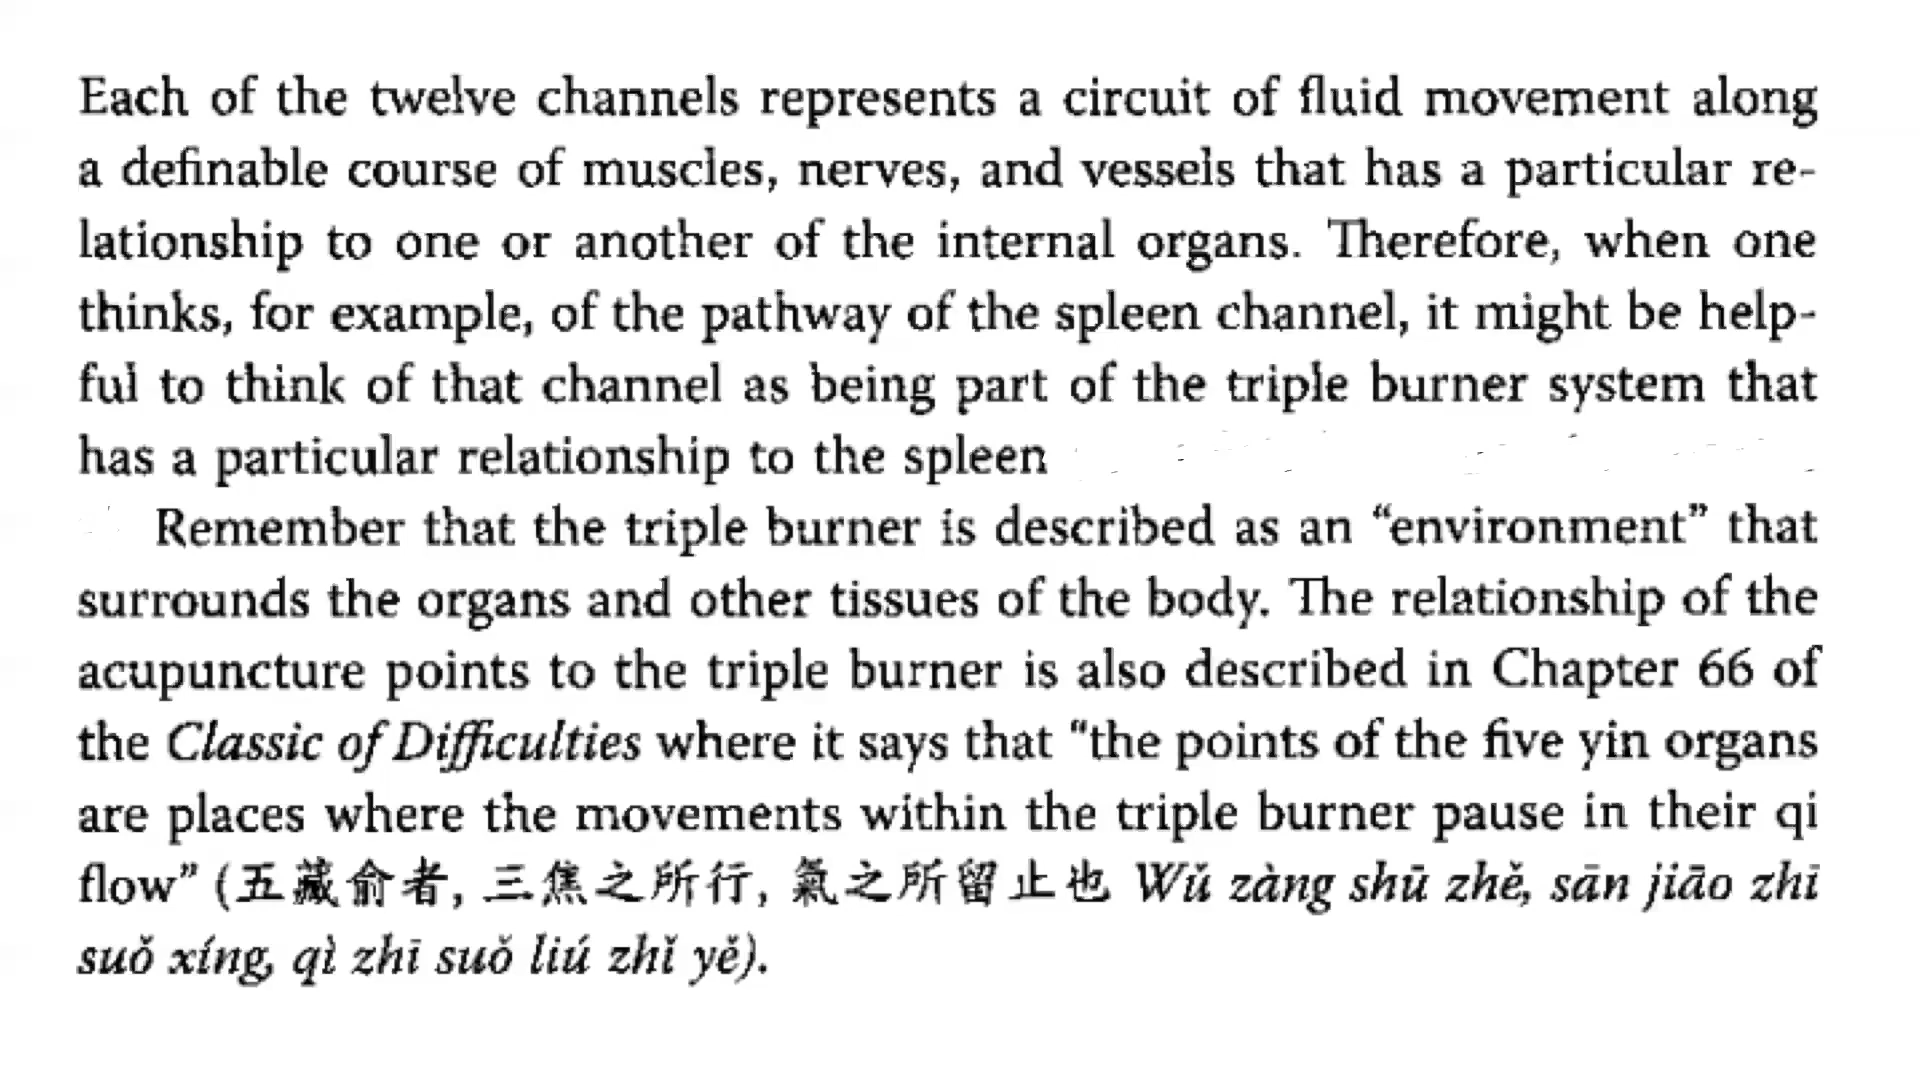 Each of the twelve channels represents a circuit of fluid movement along
a definable course of muscles, nerves, and vessels that has a particular re-
lationship to one or another of the internal organs. Therefore, when one
thinks, for example, of the pathway of the spleen channel, it might be help-
ful to think of that channel as being part of the triple burner system that
has a particular relationship to the spleen
Remember that the triple burner is described as an “environment” that
surrounds the organs and other tissues of the body. The relationship of the
acupuncture points to the triple burner is also described in Chapter 66 of
the Classic of Difficulties where it says that “the points of the five yin organs
are places where the movements within the triple burner pause in their qi
flow” (五藏俞者, 三焦之所行, 氣之所留止也 Wǔ zàng shū zhě, sān jiāo zhī
suǒ xíng, qì zhī suǒ liú zhǐ yě).